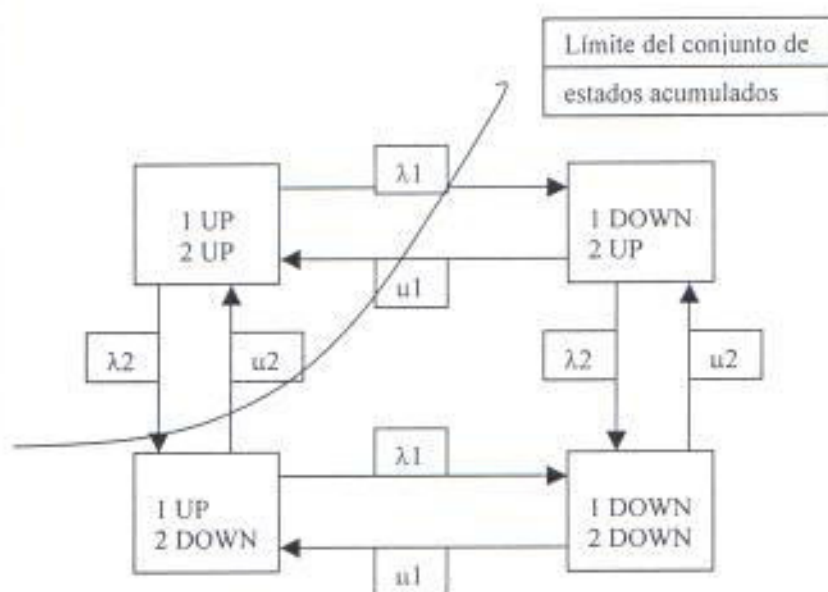 Límite del conjunto de
estados acumulados
λ1
1 UP
2 UP
1 DOWN
2 UP
u1
λ2
u2
λ2
u2
λ1
1 UP
2 DOWN
1 DOWN
2 DOWN
u1